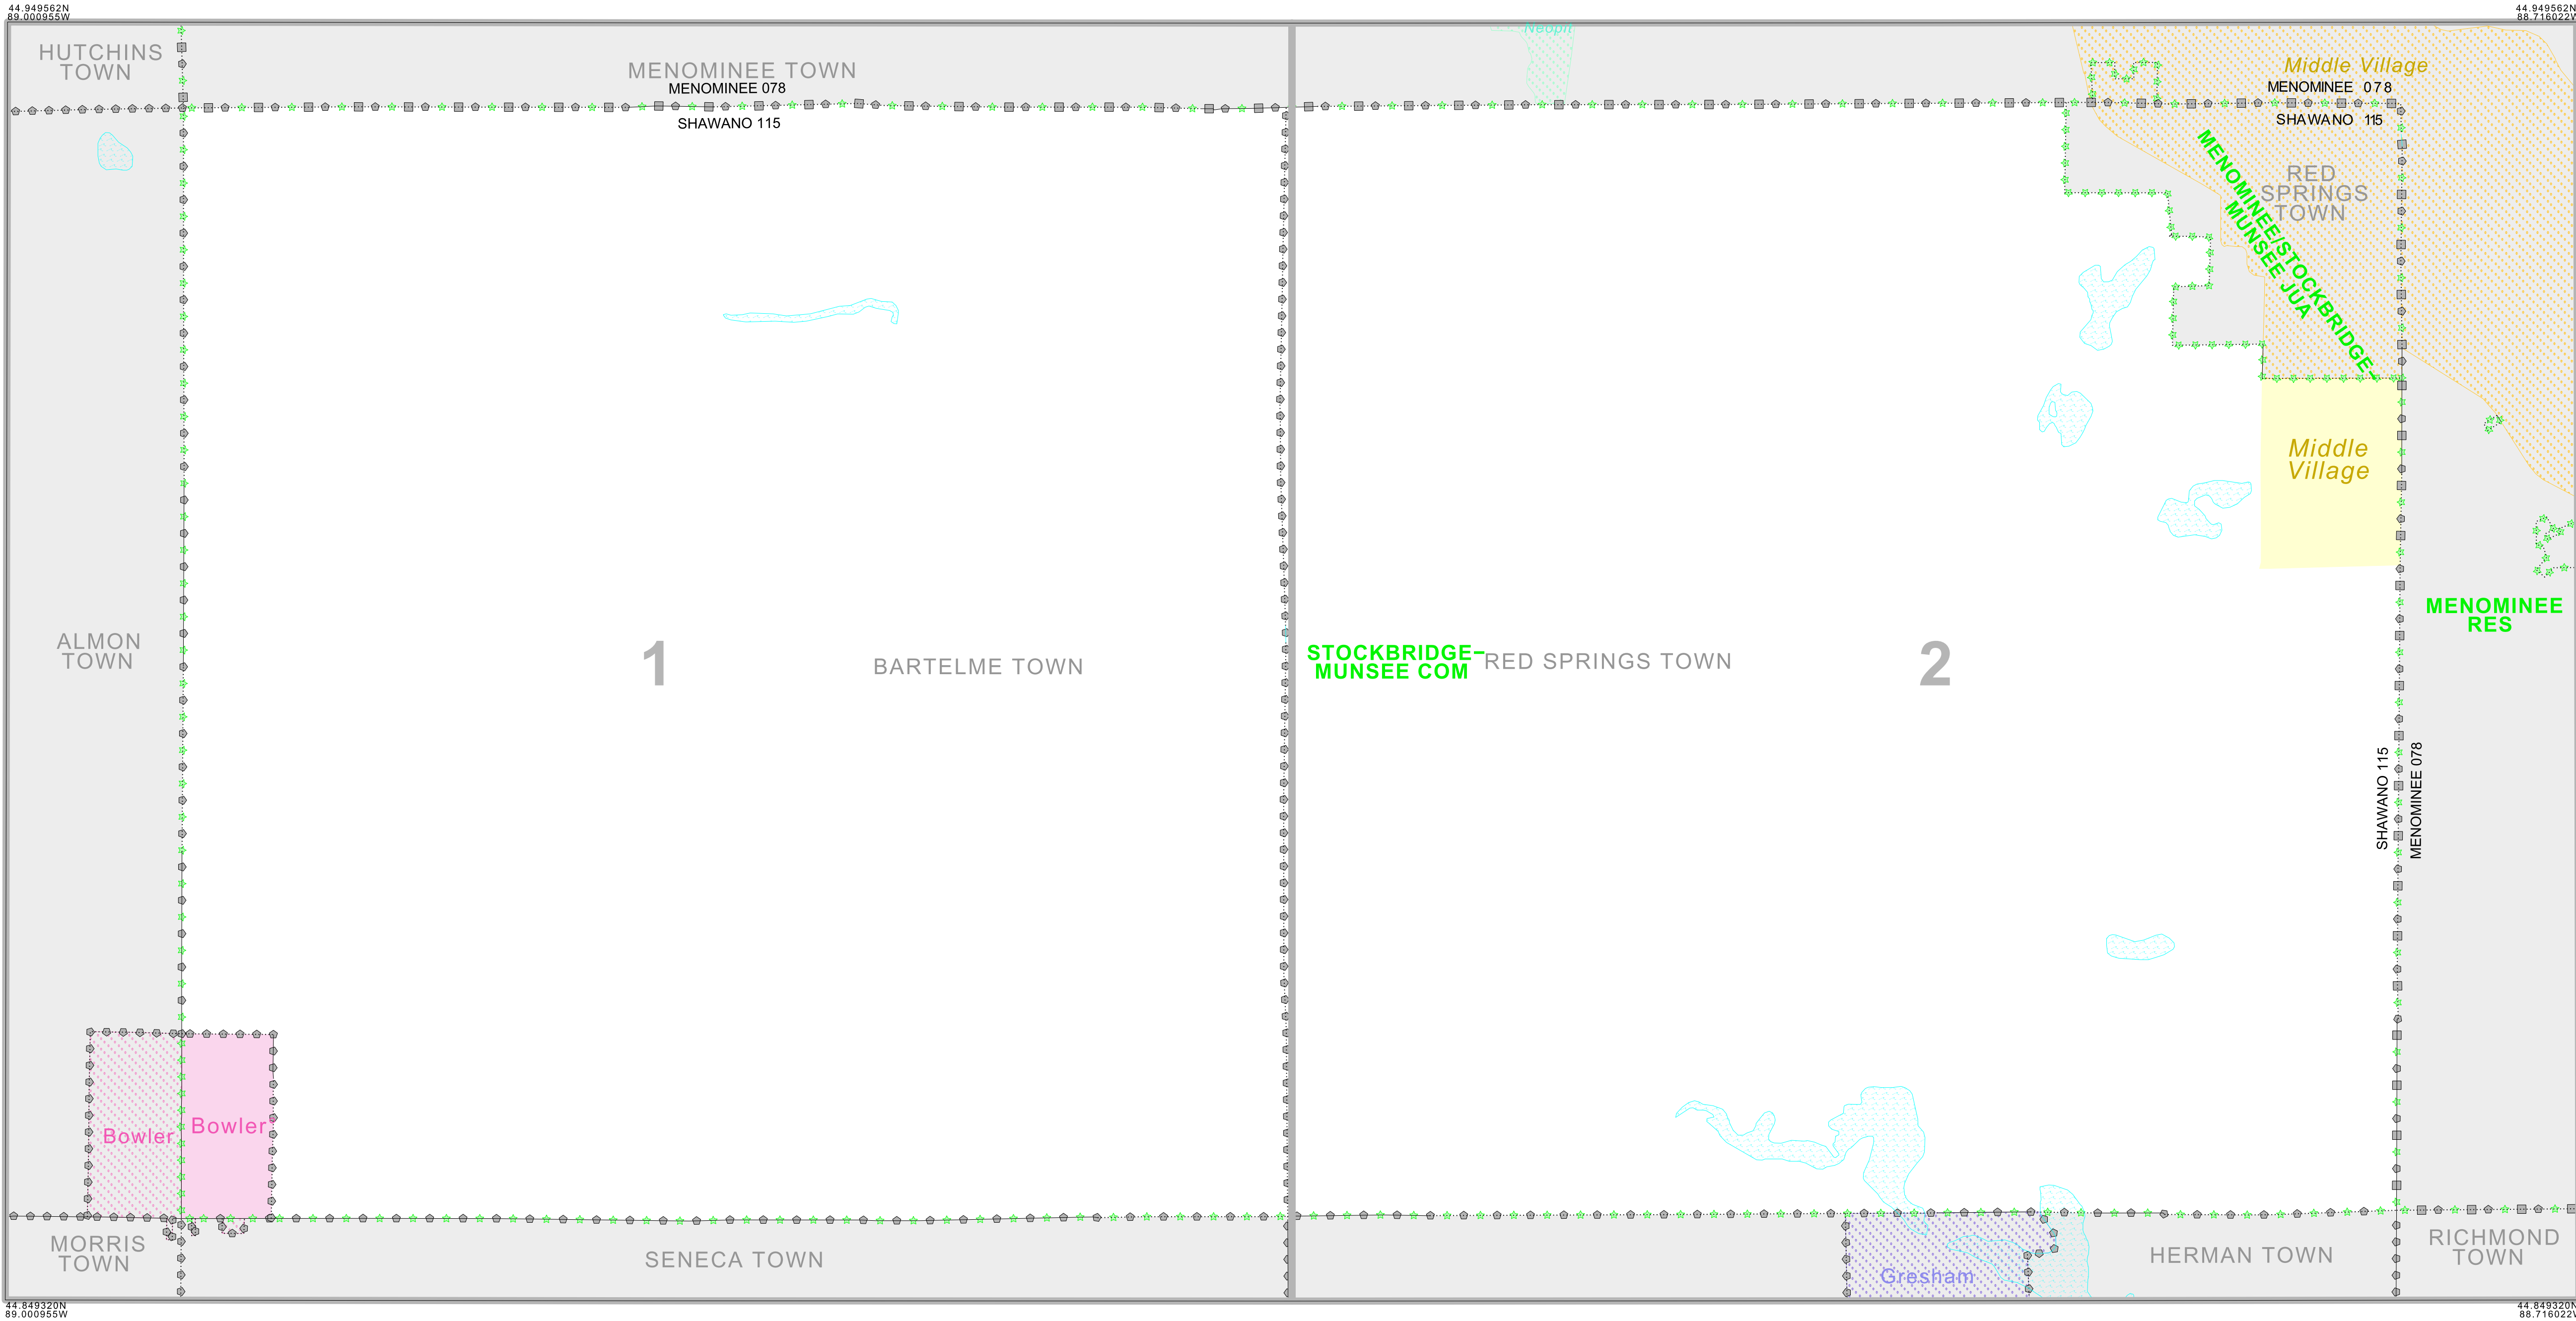 44.949562N
89.000955W
44.949562N
88.716022W
HUTCHINS
TOWN
MENOMINEE TOWN
MENOMINEE 078
SHAWANO 115
Neopit
Middle Village
MENOMINEE 078
SHAWANO 115
RED
SPRINGS
TOWN
MENOMINEE/STOCKBRIDGE-
MUNSEE JUA
Middle
Village
MENOMINEE
RES
ALMON
TOWN
1
BARTELME TOWN
STOCKBRIDGE-
MUNSEE COM
RED SPRINGS TOWN
2
SHAWANO 115
MENOMINEE 078
Bowler
Bowler
MORRIS
TOWN
SENECA TOWN
Gresham
HERMAN TOWN
RICHMOND
TOWN
44.849320N
89.000955W
44.849320N
88.716022W